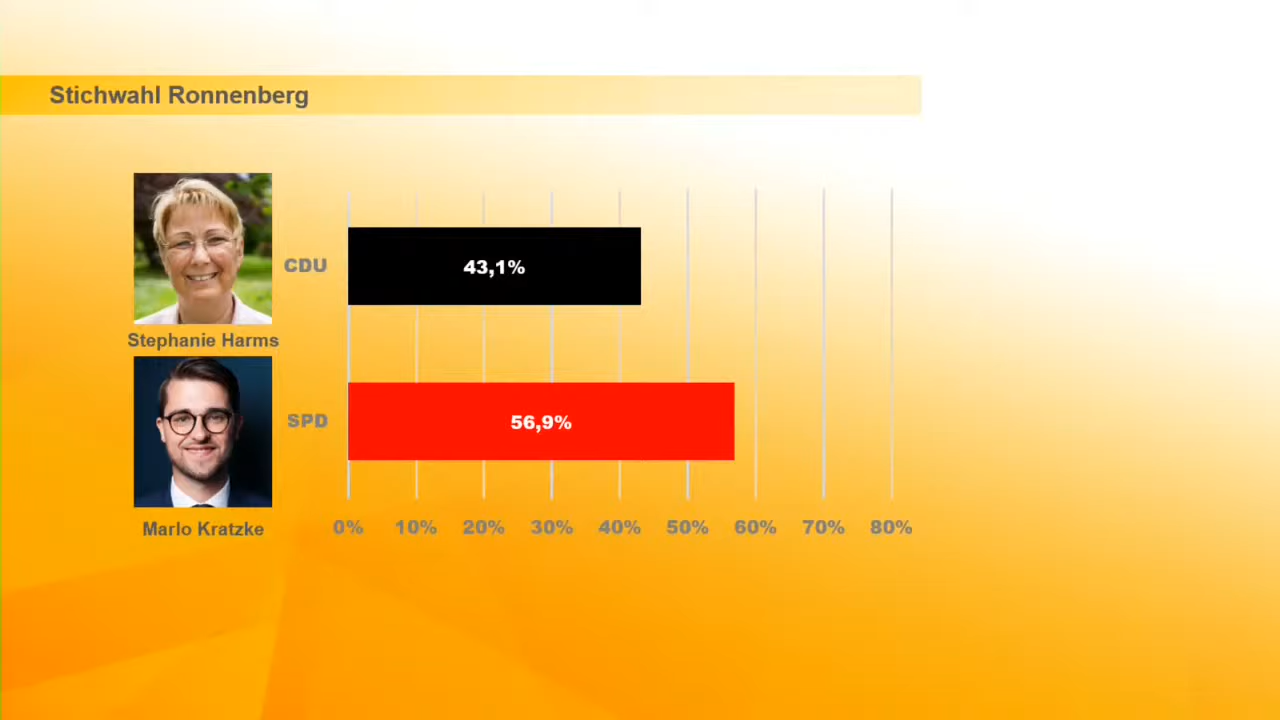 Stichwahl Ronnenberg
CDU
43,1%
Stephanie Harms
SPD
56,9%
Marlo Kratzke
0% 10% 20% 30% 40% 50% 60% 70% 80%